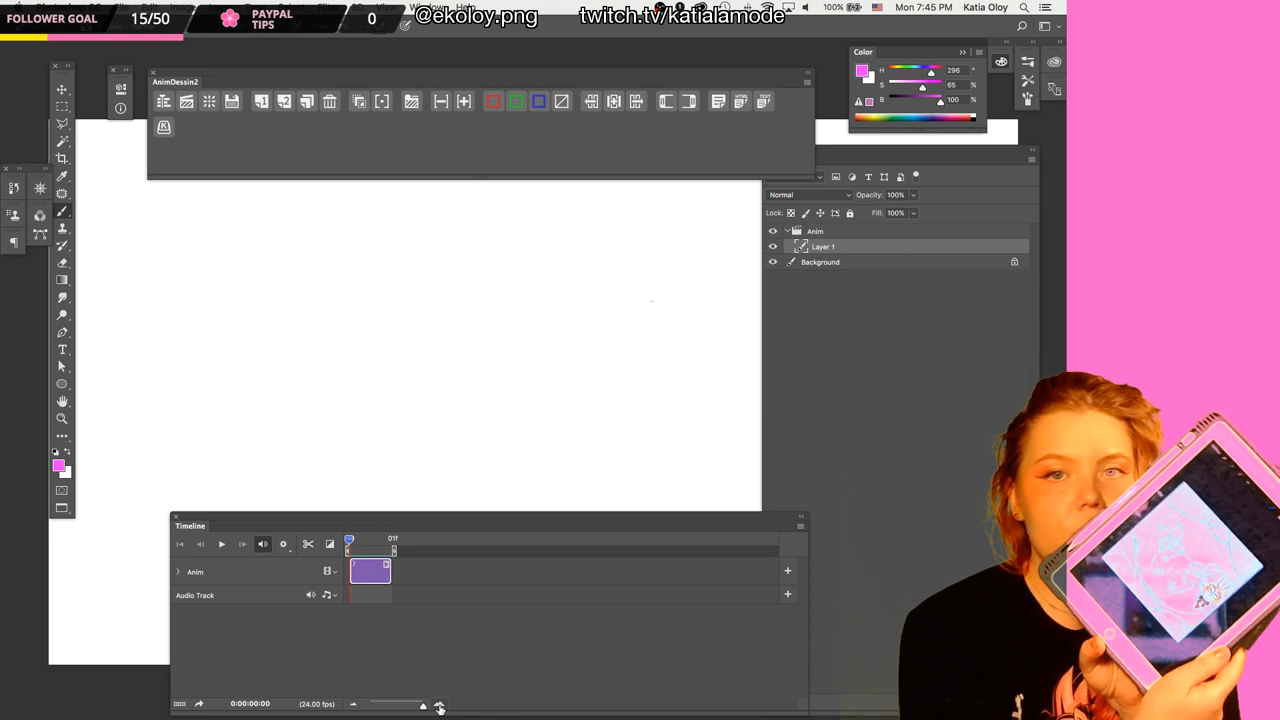 FOLLOWER GOAL 15/50 PAYPAL TIPS 0 @ekoloy.png twitch.tv/katialamode 100% Mon 7:45 PM Katia Oloy
Color
H 296 °
S 65 %
B 100 %
AnimDessin2
HTML
TEXT
Normal Opacity: 100%
Lock: Fill: 100%
Anim
Layer 1
Background
Timeline
01f
Anim
Audio Track
0:00:00:00 (24.00 fps)